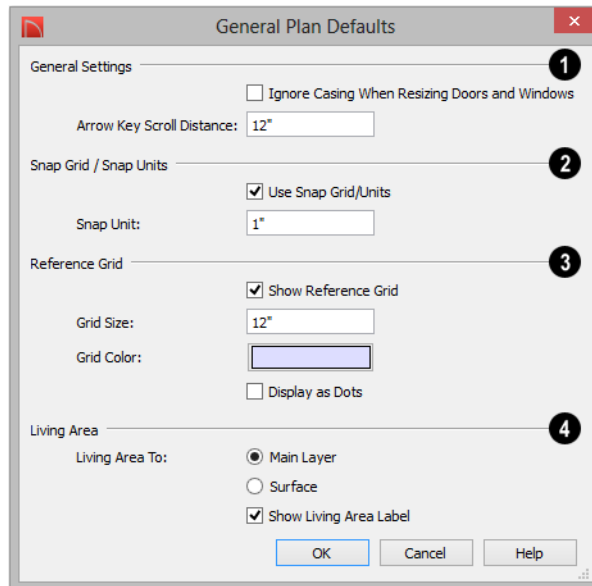 General Plan Defaults
General Settings 1
Ignore Casing When Resizing Doors and Windows
Arrow Key Scroll Distance: 12"
Snap Grid / Snap Units 2
Use Snap Grid/Units
Snap Unit: 1"
Reference Grid 3
Show Reference Grid
Grid Size: 12"
Grid Color:
Display as Dots
Living Area 4
Living Area To: Main Layer
Surface
Show Living Area Label
OK Cancel Help